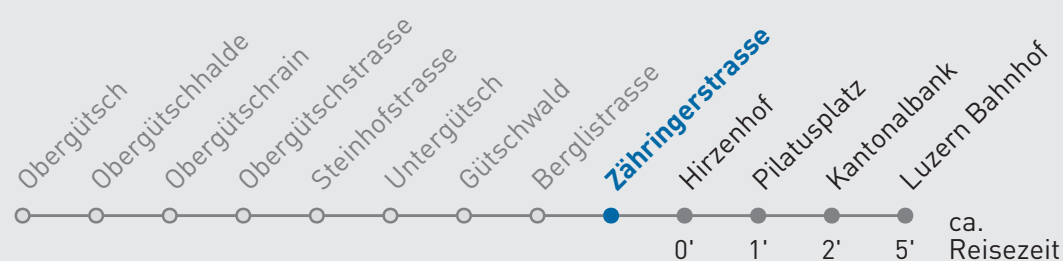 Obergütsch
Obergütschhalde
Obergütschrain
Obergütschstrasse
Steinhofstrasse
Untergütsch
Gütschwald
Berglistrasse
Zähringerstrasse
Hirzenhof
Pilatusplatz
Kantonalbank
Luzern Bahnhof
ca.
0' 1' 2' 5' Reisezeit